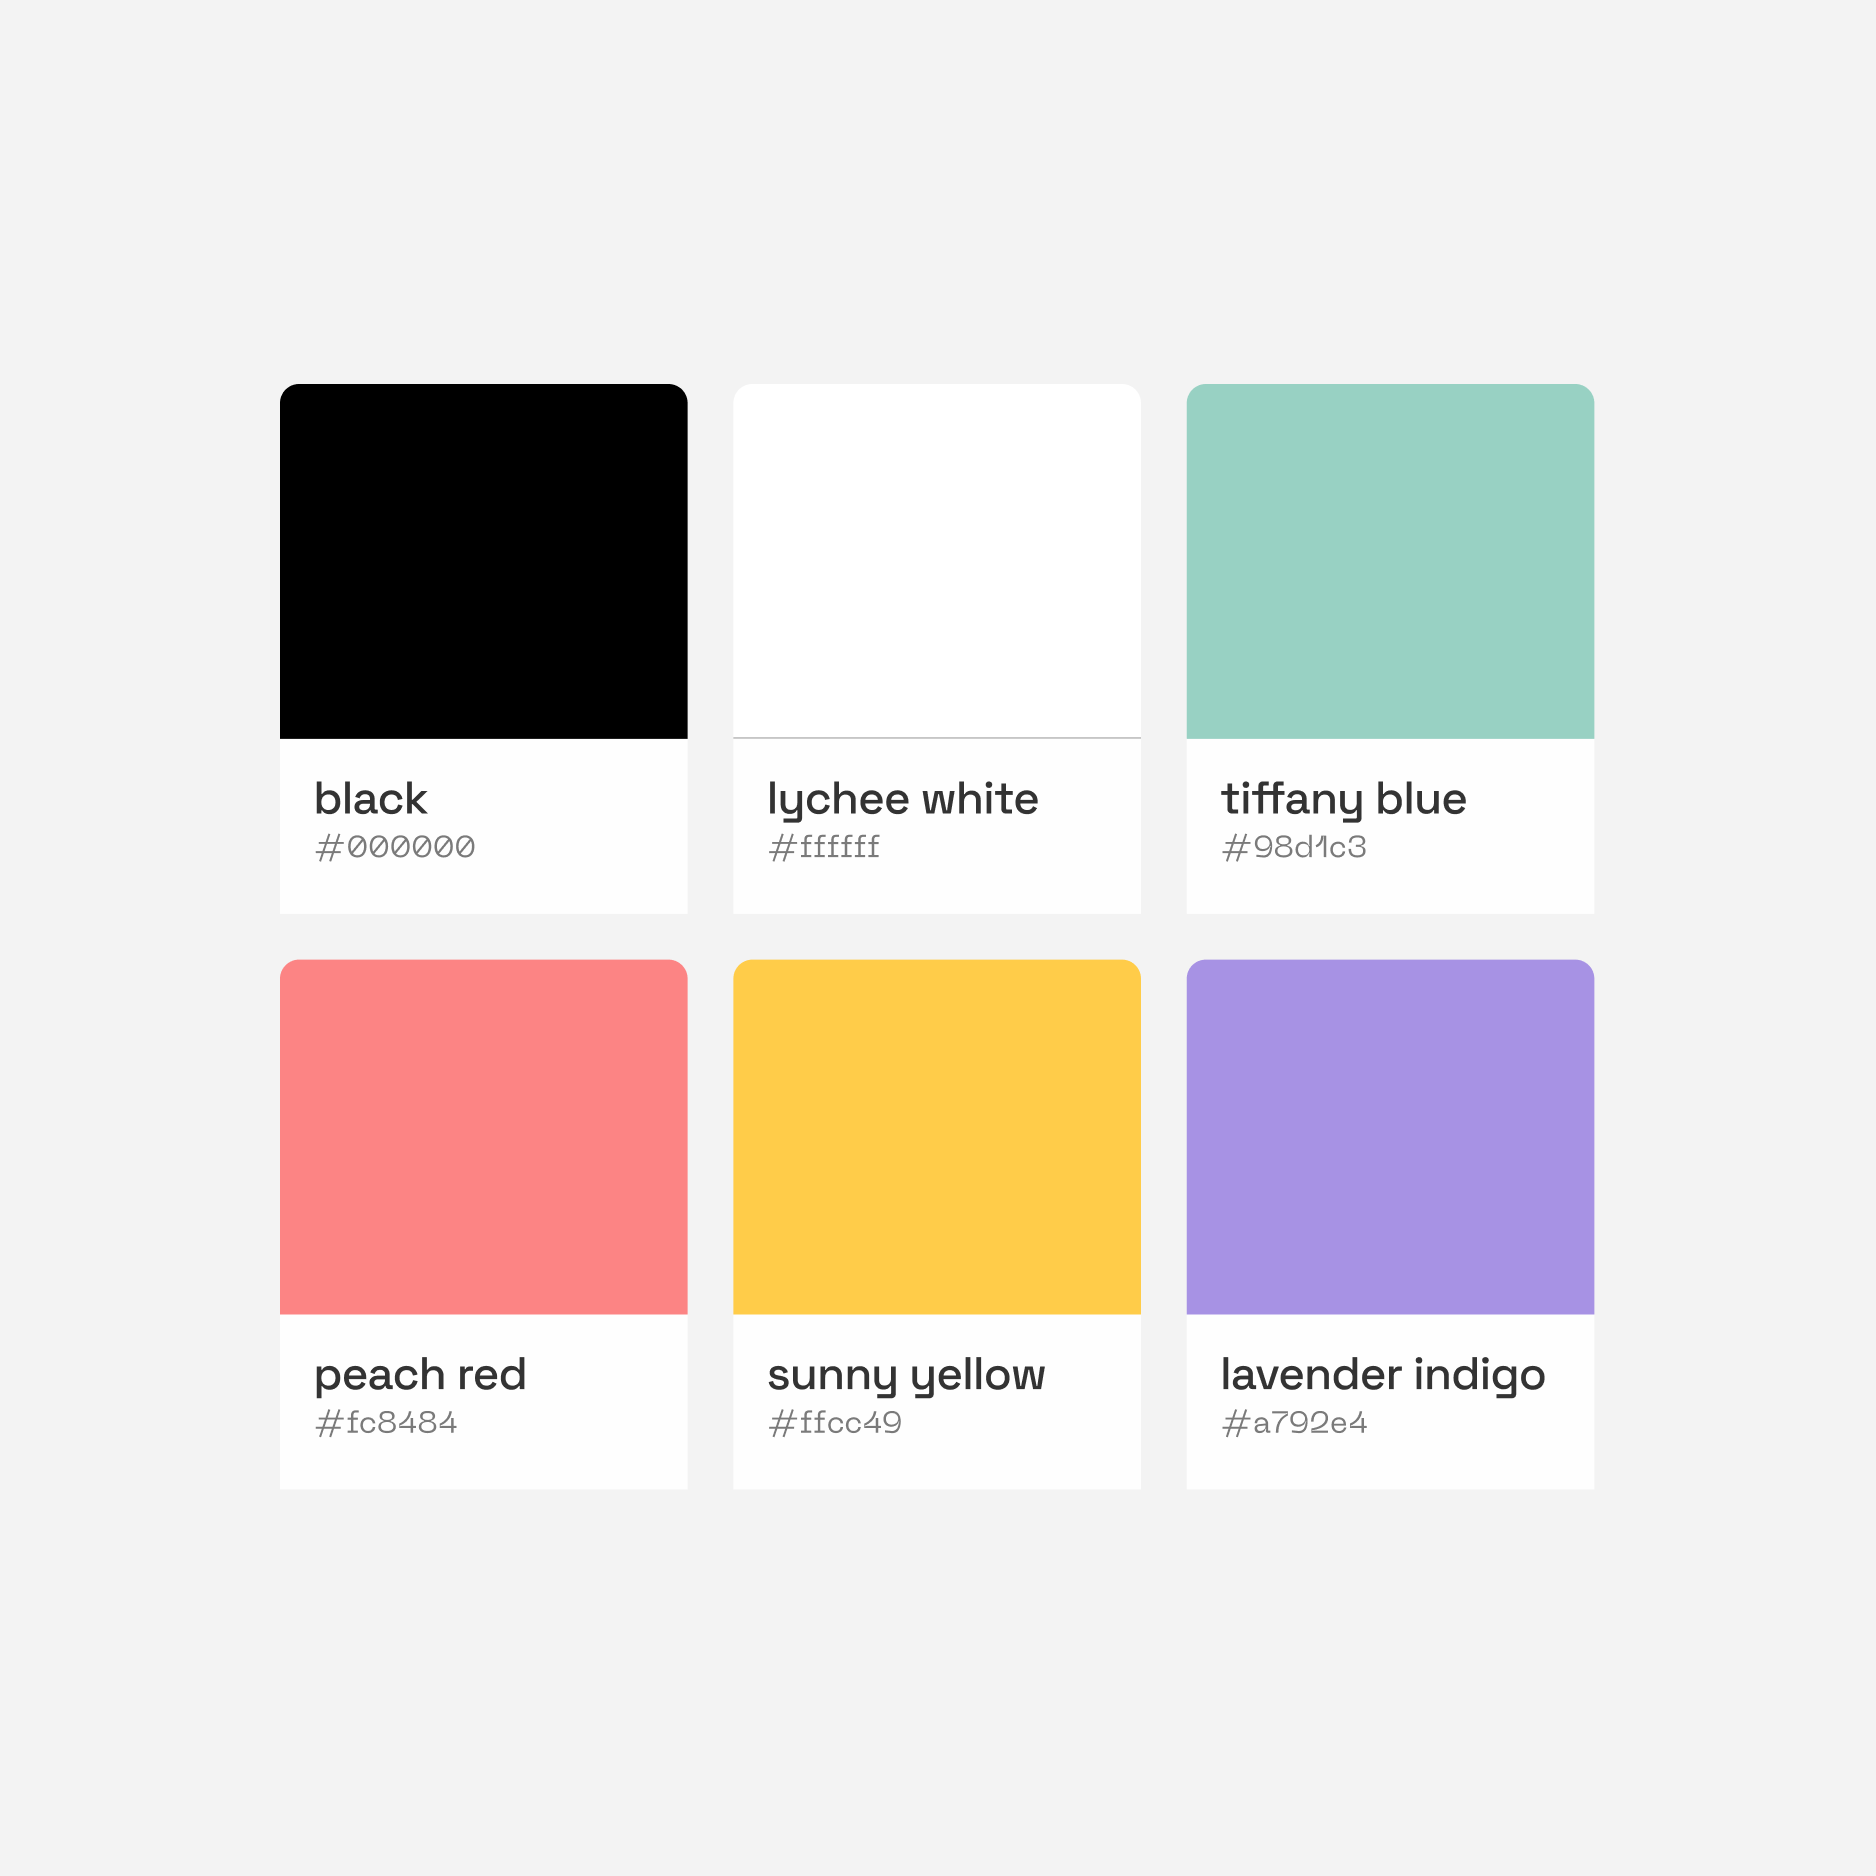 black
#000000
lychee white
#ffffff
tiffany blue
#98d1c3
peach red
#fc8484
sunny yellow
#ffcc49
lavender indigo
#a792e4